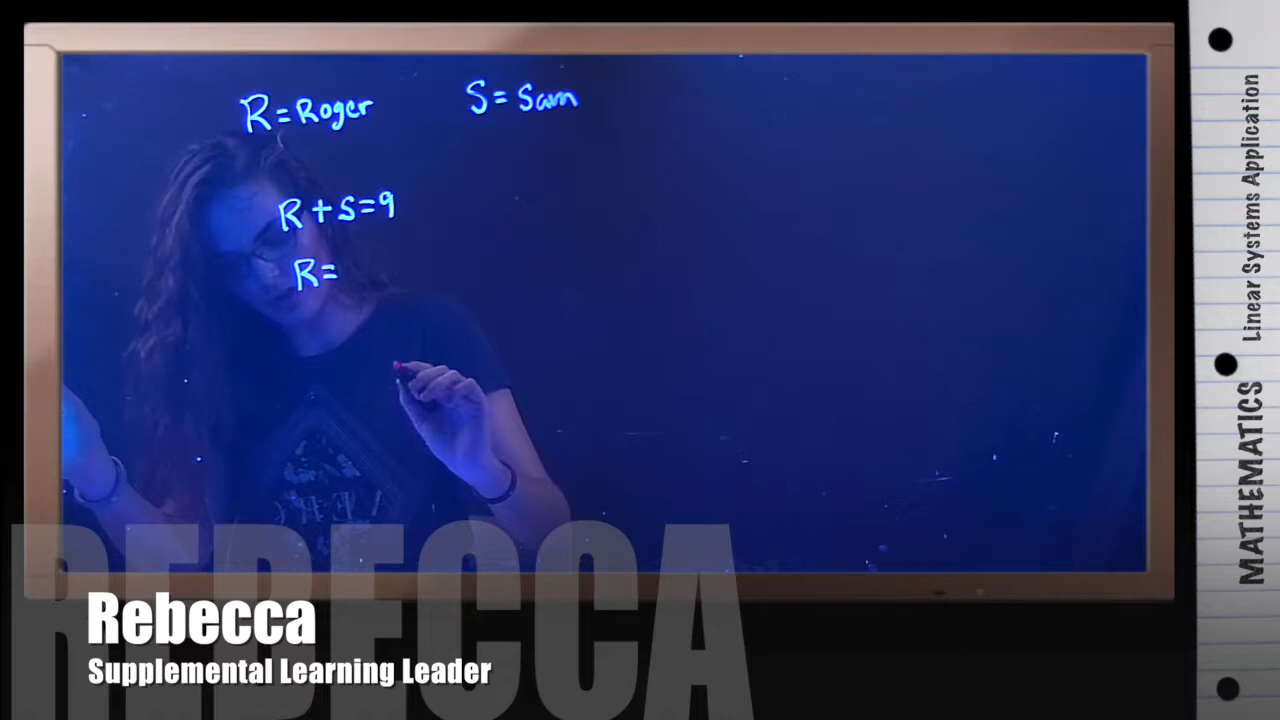 R = Roger
S = Sam
R + S = 9
R =
REBECCA
Rebecca
Supplemental Learning Leader
MATHEMATICS Linear Systems Application